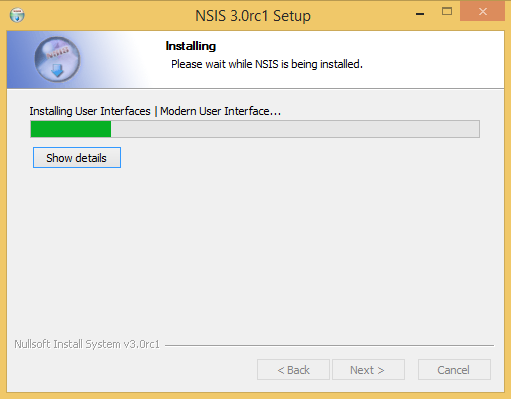 NSIS 3.0rc1 Setup
NSIS
Installing
Please wait while NSIS is being installed.
Installing User Interfaces | Modern User Interface...
Show details
Nullsoft Install System v3.0rc1
< Back
Next >
Cancel